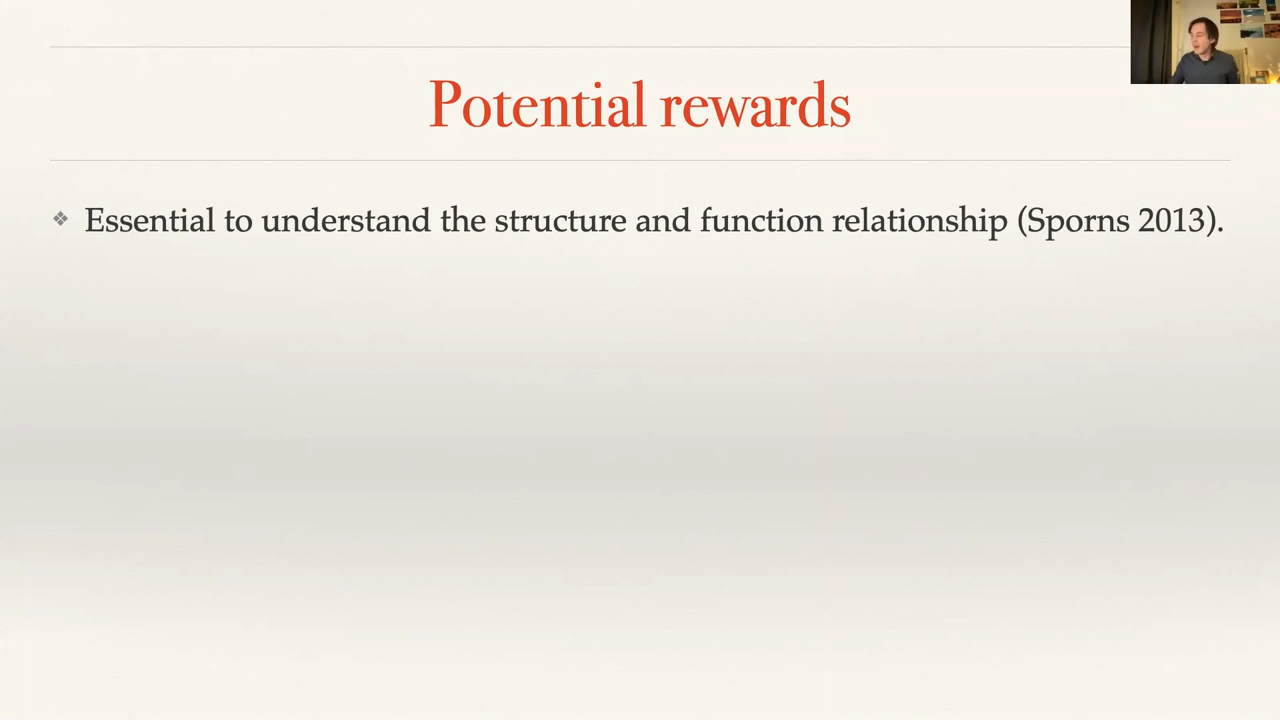 Potential rewards
❖ Essential to understand the structure and function relationship (Sporns 2013).